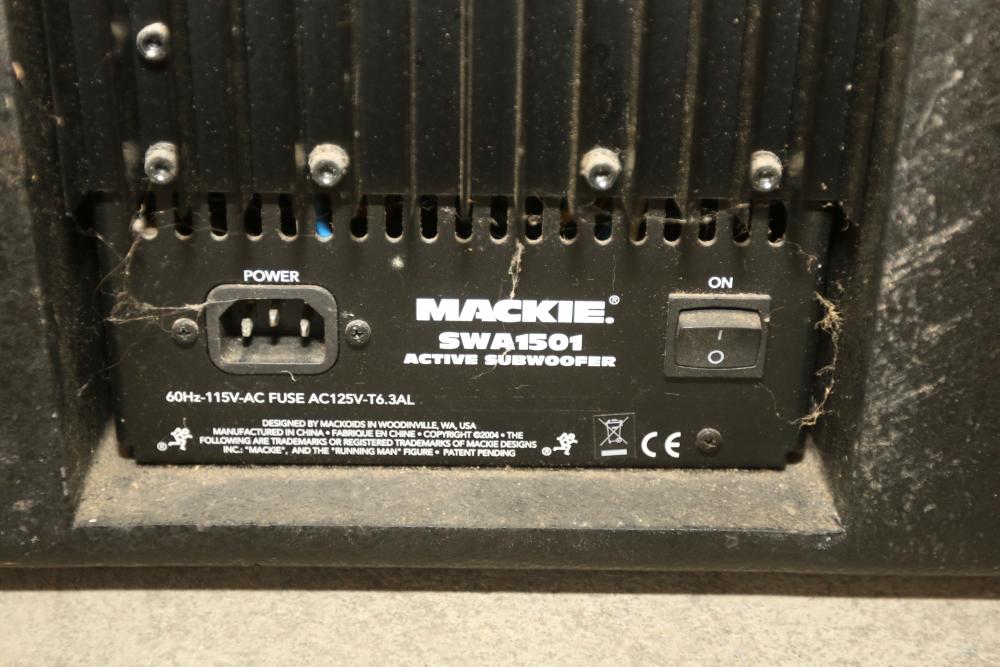 POWER
ON
MACKIE.®
SWA1501
ACTIVE SUBWOOFER
I
O
60Hz-115V-AC FUSE AC125V-T6.3AL
DESIGNED BY MACKOIDS IN WOODINVILLE, WA, USA
MANUFACTURED IN CHINA • FABRIQUE EN CHINE • COPYRIGHT ©2004 • THE
FOLLOWING ARE TRADEMARKS OR REGISTERED TRADEMARKS OF MACKIE DESIGNS
INC.: "MACKIE", AND THE "RUNNING MAN" FIGURE • PATENT PENDING
®
®
CE